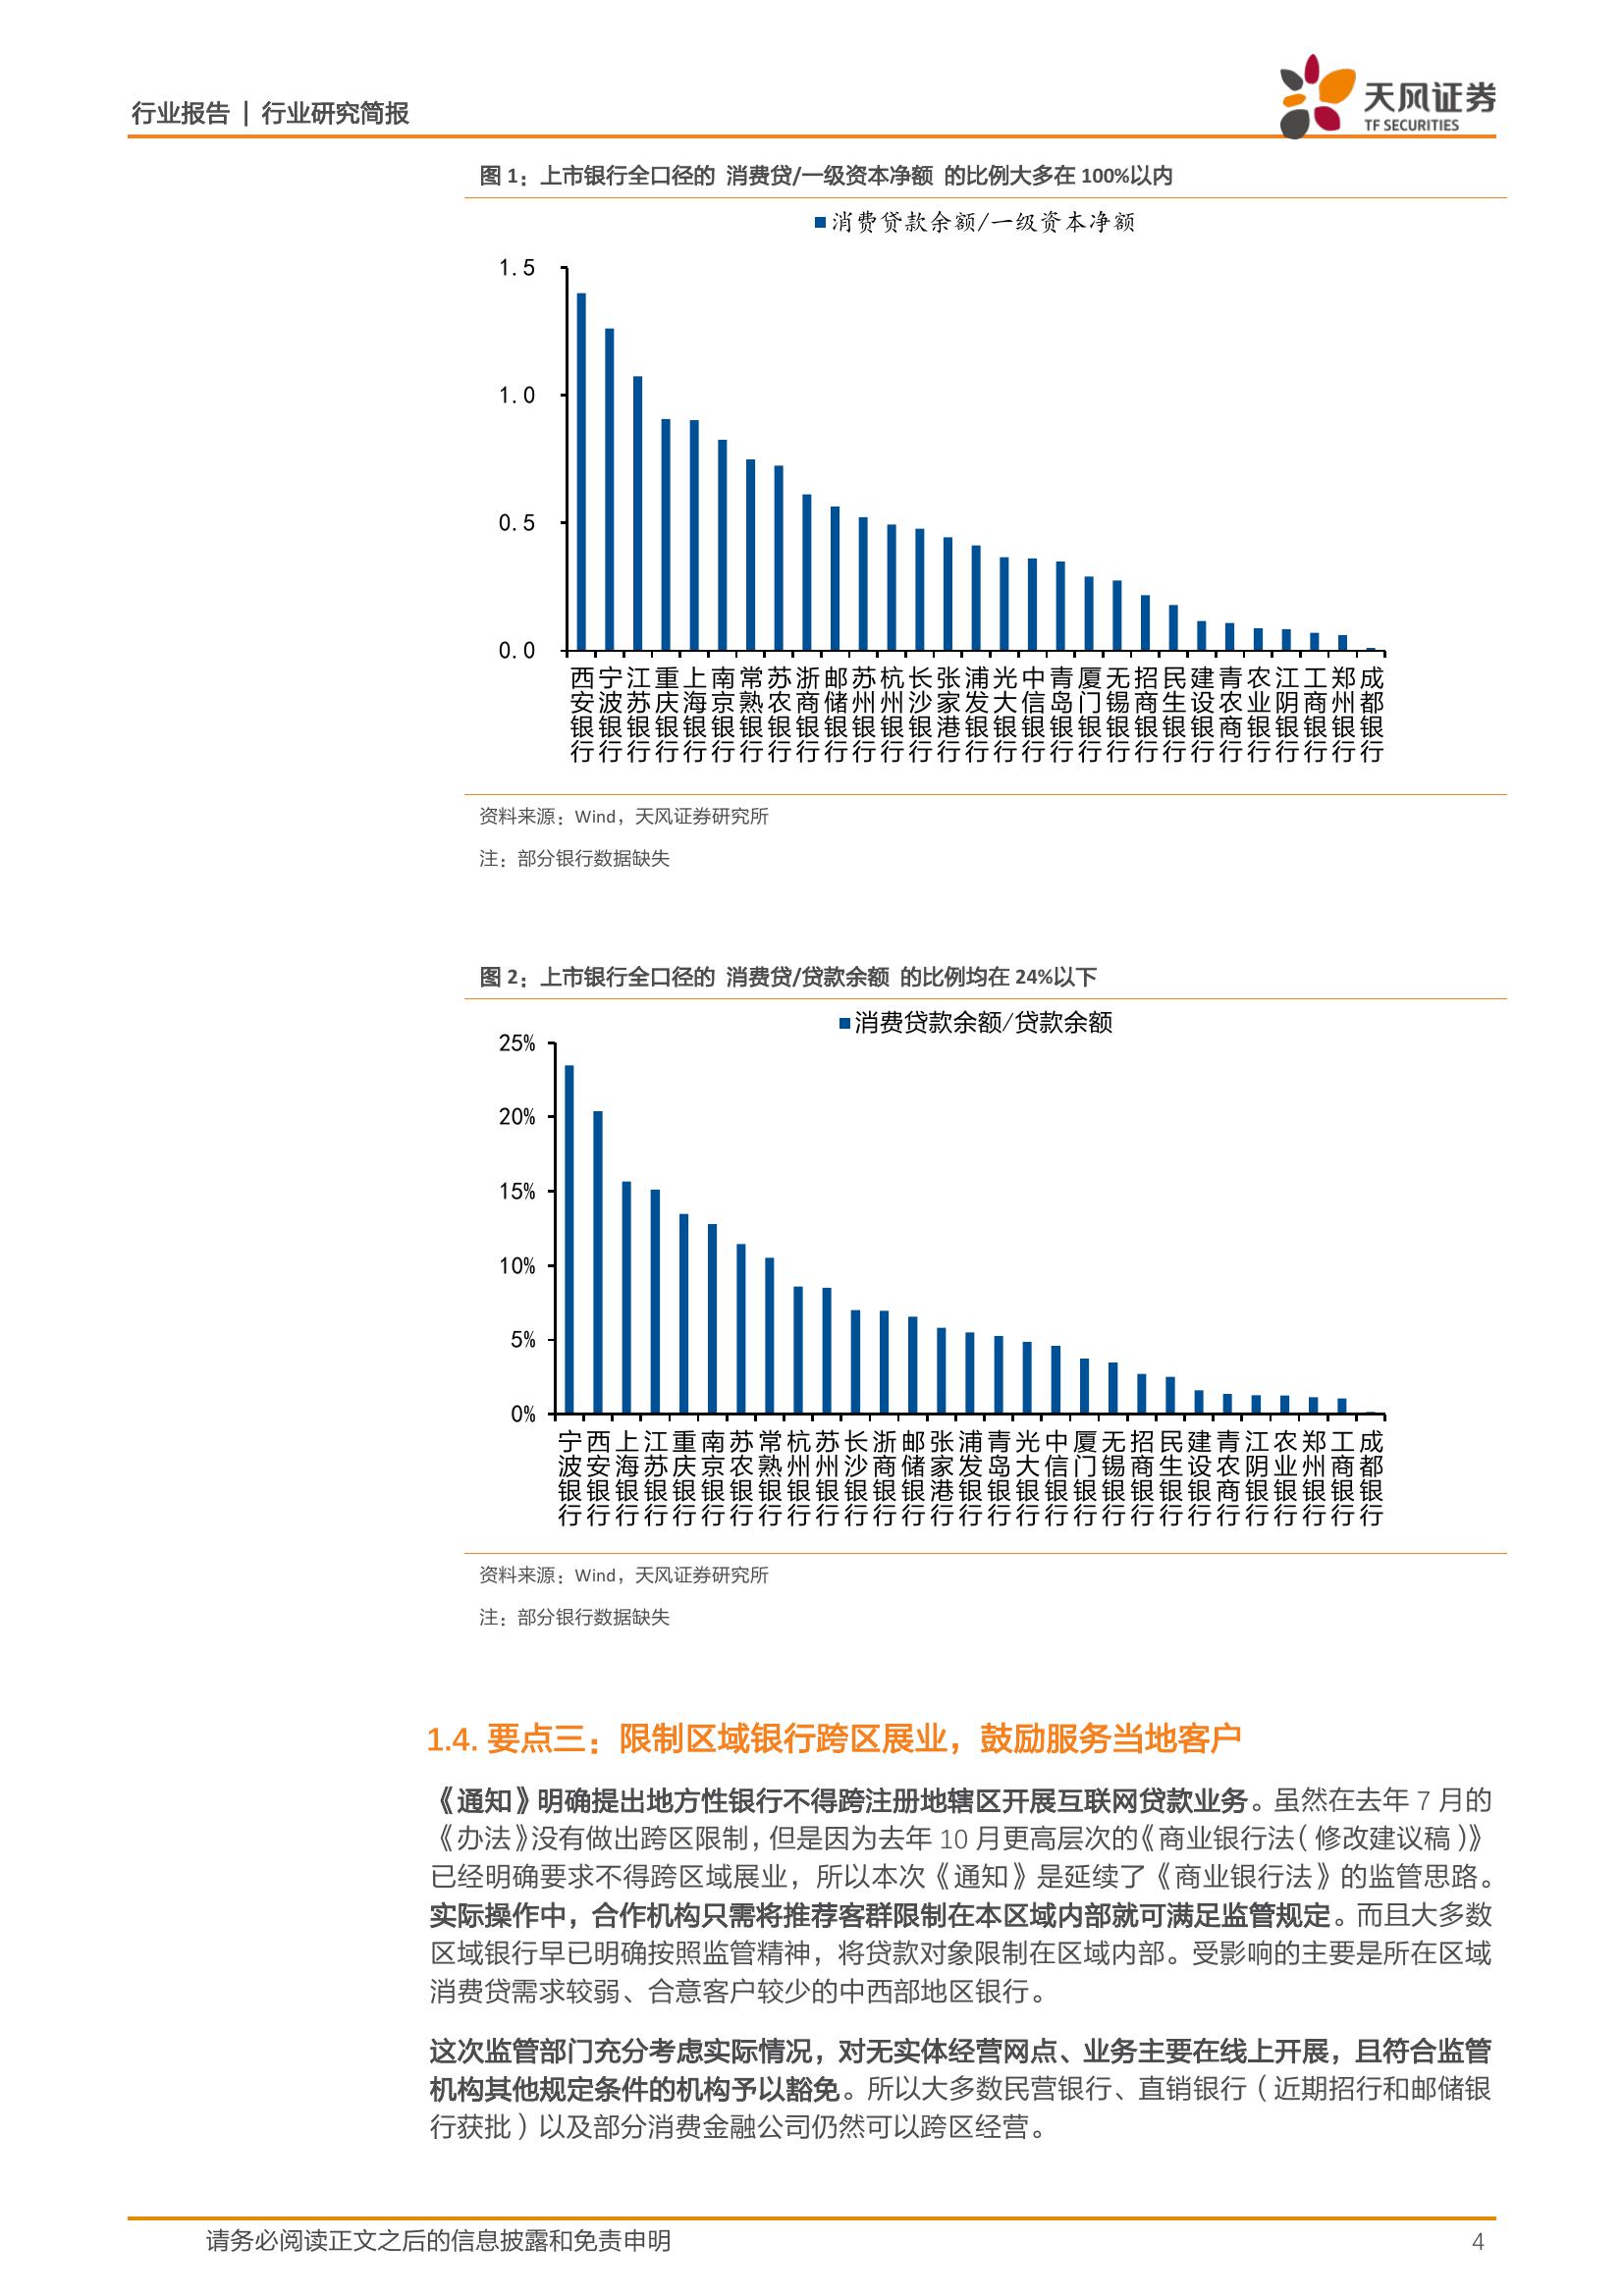 行业报告 | 行业研究简报
天风证券
TF SECURITIES
图 1：上市银行全口径的 消费贷/一级资本净额 的比例大多在 100%以内
消费贷款余额/一级资本净额
1.5
1.0
0.5
0.0
西安银行
宁波银行
江苏银行
重庆银行
上海银行
南京银行
常熟银行
苏农银行
浙商银行
邮储银行
苏州银行
杭州银行
长沙银行
张家港行
浦发银行
光大银行
中信银行
青岛银行
厦门银行
无锡银行
招商银行
民生银行
建设银行
青农商行
农业银行
江阴银行
工商银行
郑州银行
成都银行
资料来源：Wind，天风证券研究所
注：部分银行数据缺失
图 2：上市银行全口径的 消费贷/贷款余额 的比例均在 24%以下
消费贷款余额/贷款余额
25%
20%
15%
10%
5%
0%
宁波银行
西安银行
上海银行
江苏银行
重庆银行
南京银行
苏农银行
常熟银行
杭州银行
苏州银行
长沙银行
浙商银行
邮储银行
张家港行
浦发银行
青岛银行
光大银行
中信银行
厦门银行
无锡银行
招商银行
民生银行
建设银行
青农商行
江阴银行
农业银行
郑州银行
工商银行
成都银行
资料来源：Wind，天风证券研究所
注：部分银行数据缺失
1.4. 要点三：限制区域银行跨区展业，鼓励服务当地客户
《通知》明确提出地方性银行不得跨注册地辖区开展互联网贷款业务。虽然在去年 7 月的
《办法》没有做出跨区限制，但是因为去年 10 月更高层次的《商业银行法（修改建议稿）》
已经明确要求不得跨区域展业，所以本次《通知》是延续了《商业银行法》的监管思路。
实际操作中，合作机构只需将推荐客群限制在本区域内部就可满足监管规定。而且大多数
区域银行早已明确按照监管精神，将贷款对象限制在区域内部。受影响的主要是所在区域
消费贷需求较弱、合意客户较少的中西部地区银行。
这次监管部门充分考虑实际情况，对无实体经营网点、业务主要在线上开展，且符合监管
机构其他规定条件的机构予以豁免。所以大多数民营银行、直销银行（近期招行和邮储银
行获批）以及部分消费金融公司仍然可以跨区经营。
请务必阅读正文之后的信息披露和免责申明
4